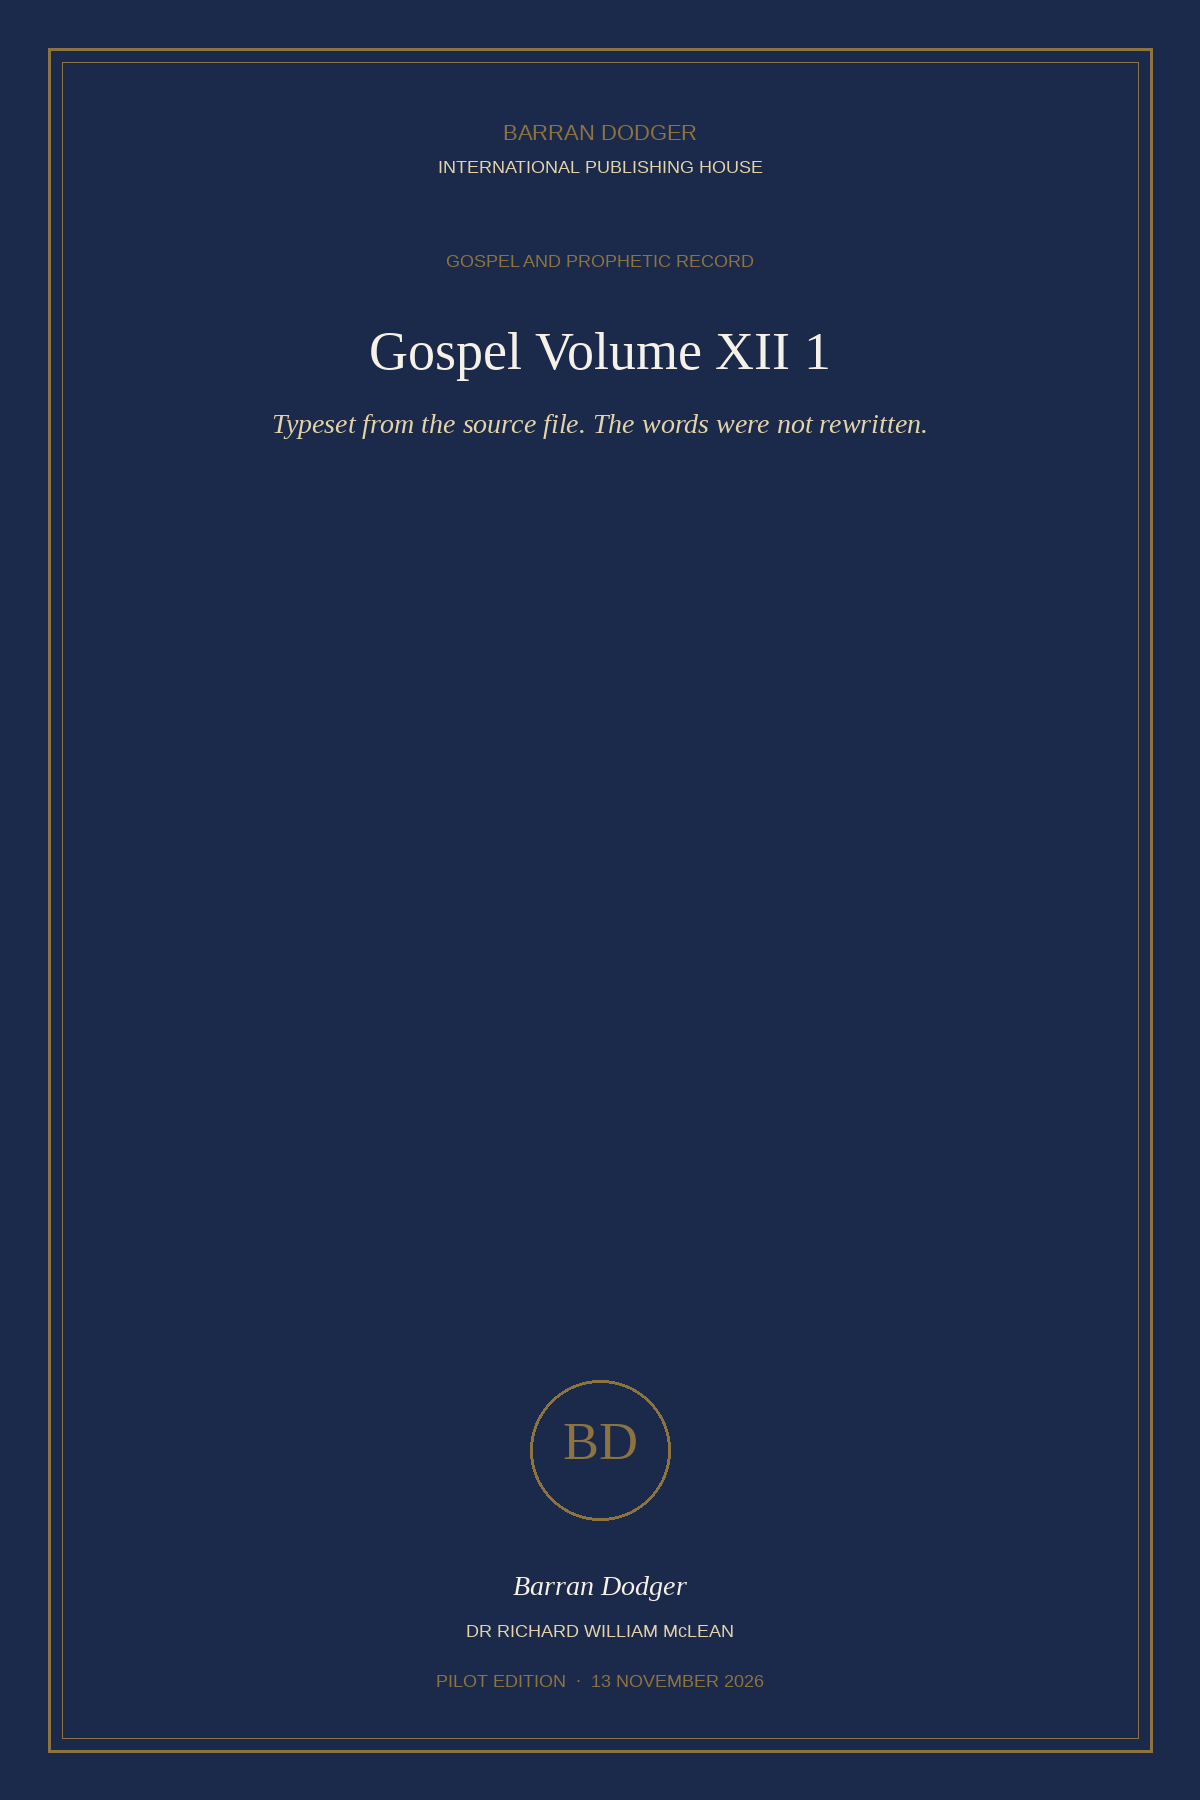 BARRAN DODGER
INTERNATIONAL PUBLISHING HOUSE
GOSPEL AND PROPHETIC RECORD
Gospel Volume XII 1
Typeset from the source file. The words were not rewritten.
BD
Barran Dodger
DR RICHARD WILLIAM McLEAN
PILOT EDITION · 13 NOVEMBER 2026